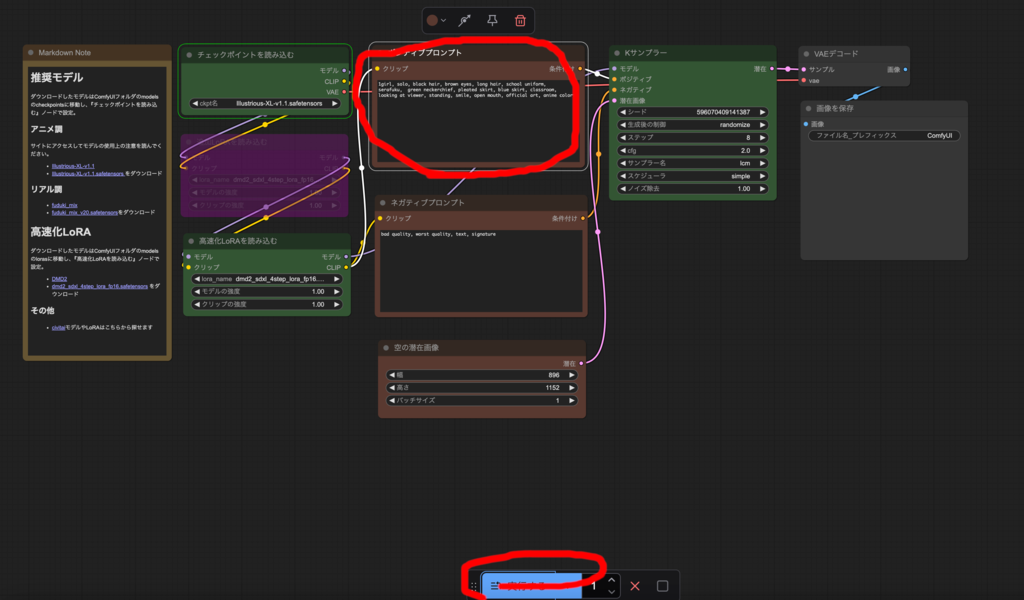 Markdown Note
推奨モデル
ダウンロードしたモデルはComfyUIフォルダのmodels
のcheckpointsに移動し、『チェックポイントを読み込
む』ノードで設定。
アニメ調
サイトにアクセスしてモデルの使用上の注意を読んでく
ださい。
Illustrious-XL-v1.1
Illustrious-XL-v1.1.safetensors をダウンロード
リアル調
fuduki_mix
fuduki_mix_v20.safetensorsをダウンロード
高速化LoRA
ダウンロードしたモデルはComfyUIフォルダのmodels
のlorasに移動し、『高速化LoRAを読み込む』ノードで
設定。
DMD2
dmd2_sdxl_4step_lora_fp16.safetensors をダ
ウンロード
その他
civitaiモデルやLoRAはこちらから探せます
チェックポイントを読み込む
モデル
CLIP
VAE
ckpt名 Illustrious-XL-v1.1.safetensors
を読み込む
モデル モデル
クリップ
lora_name dmd2_sdxl_4step_lora_fp16...
モデルの強度 1.00
クリップの強度 1.00
高速化LoRAを読み込む
モデル モデル
クリップ CLIP
lora_name dmd2_sdxl_4step_lora_fp16...
モデルの強度 1.00
クリップの強度 1.00
ティブプロンプト
クリップ 条件付け
1girl, solo, black hair, brown eyes, long hair, school uniform,
serafuku, green neckerchief, pleated skirt, blue skirt, classroom,
looking at viewer, standing, smile, open mouth, official art, anime color
ネガティブプロンプト
クリップ 条件付け
bad quality, worst quality, text, signature
空の潜在画像
潜在
幅 896
高さ 1152
バッチサイズ 1
Kサンプラー
モデル 潜在
ポジティブ
ネガティブ
潜在画像
シード 596070409141387
生成後の制御 randomize
ステップ 8
cfg 2.0
サンプラー名 lcm
スケジューラ simple
ノイズ除去 1.00
VAEデコード
サンプル 画像
vae
画像を保存
画像
ファイル名_プレフィックス ComfyUI
実行する 1